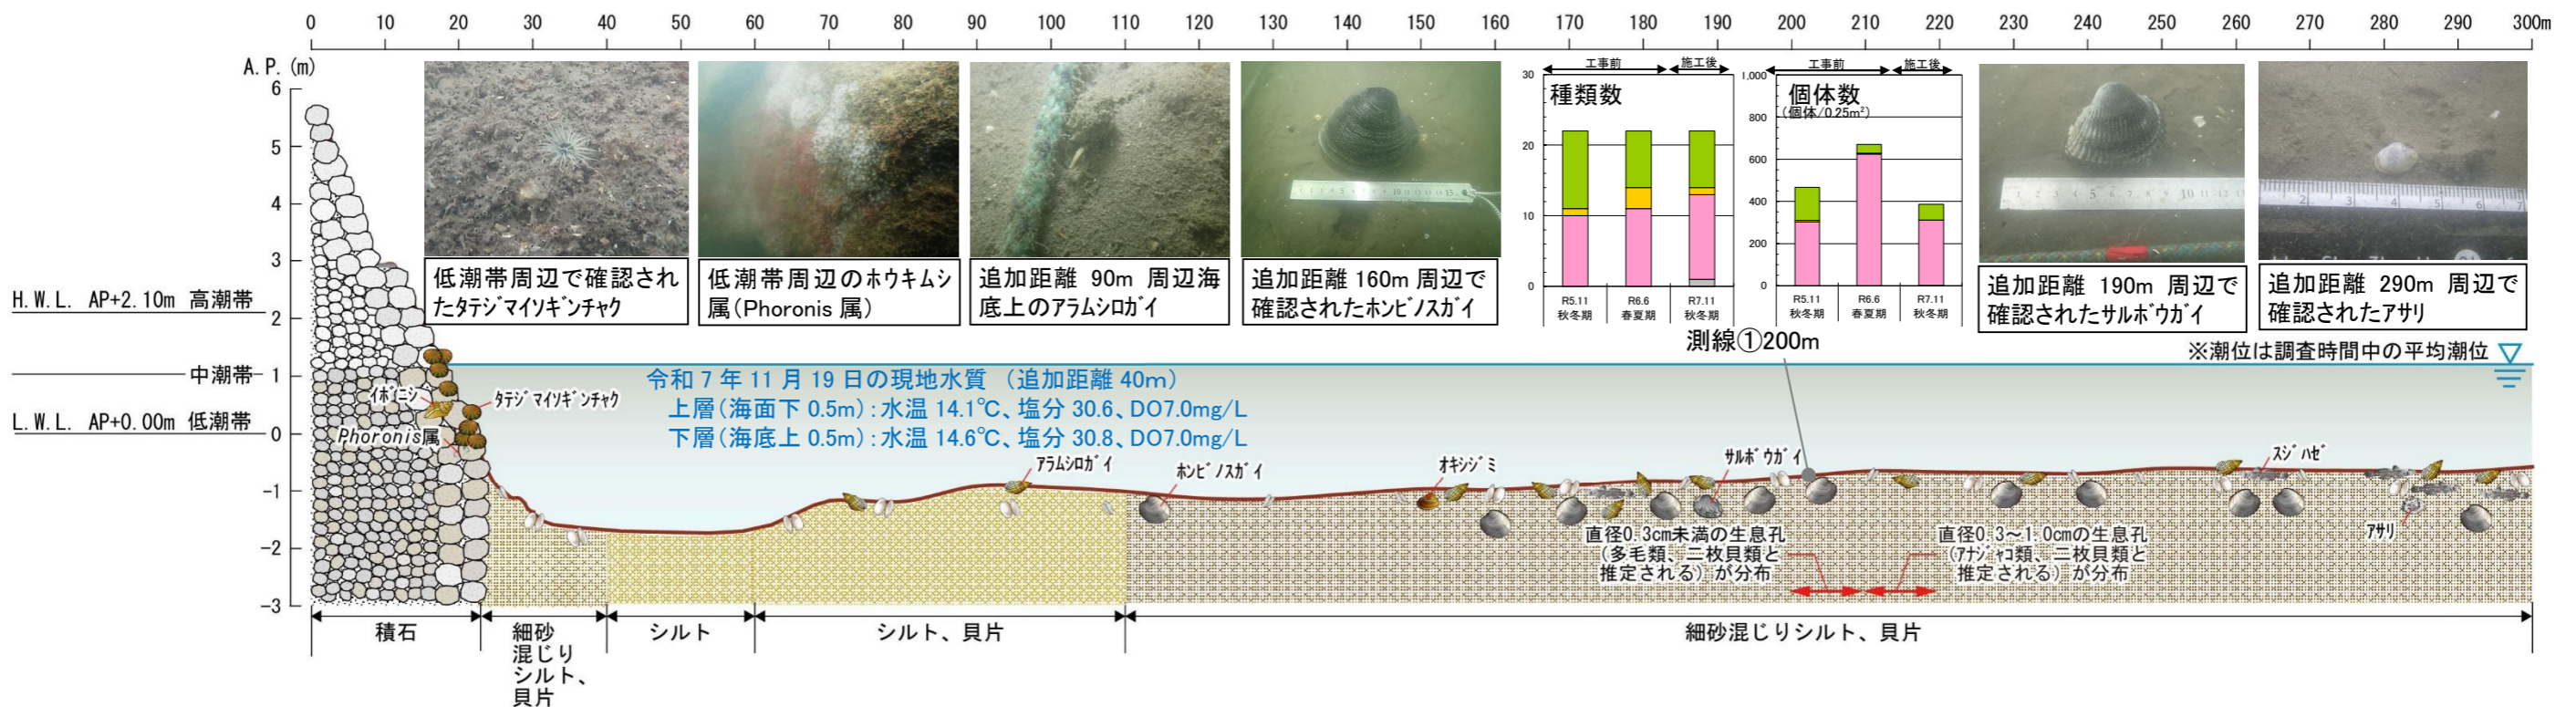 0 10 20 30 40 50 60 70 80 90 100 110 120 130 140 150 160 170 180 190 200 210 220 230 240 250 260 270 280 290 300m
A.P.(m)
6
5
4
3
2
1
0
-1
-2
-3
H.W.L. AP+2.10m 高潮帯
中潮帯
L.W.L. AP+0.00m 低潮帯
低潮帯周辺で確認され
たタテジマイソギンチャク
低潮帯周辺のホウキムシ
属(Phoronis 属)
追加距離 90m 周辺海
底上のアラムシロガイ
追加距離 160m 周辺で
確認されたホンビノスガイ
工事前 施工後
種類数
30
20
10
0
R5.11 R6.6 R7.11
秋冬期 春夏期 秋冬期
工事前 施工後
個体数
(個体/0.25m²)
1,000
800
600
400
200
0
R5.11 R6.6 R7.11
秋冬期 春夏期 秋冬期
測線①200m
追加距離 190m 周辺で
確認されたサルボウガイ
追加距離 290m 周辺で
確認されたアサリ
※潮位は調査時間中の平均潮位
令和 7 年 11 月 19 日の現地水質 (追加距離 40m)
上層(海面下 0.5m):水温 14.1℃、塩分 30.6、DO7.0mg/L
下層(海底上 0.5m):水温 14.6℃、塩分 30.8、DO7.0mg/L
イボニシ
タテジマイソギンチャク
Phoronis属
アラムシロガイ
ホンビノスガイ
オキシジミ
サルボウガイ
スジハゼ
アサリ
直径0.3cm未満の生息孔
(多毛類、二枚貝類と
推定される)が分布
直径0.3~1.0cmの生息孔
(アナジャコ類、二枚貝類と
推定される)が分布
積石
細砂
混じり
シルト、
貝片
シルト
シルト、貝片
細砂混じりシルト、貝片